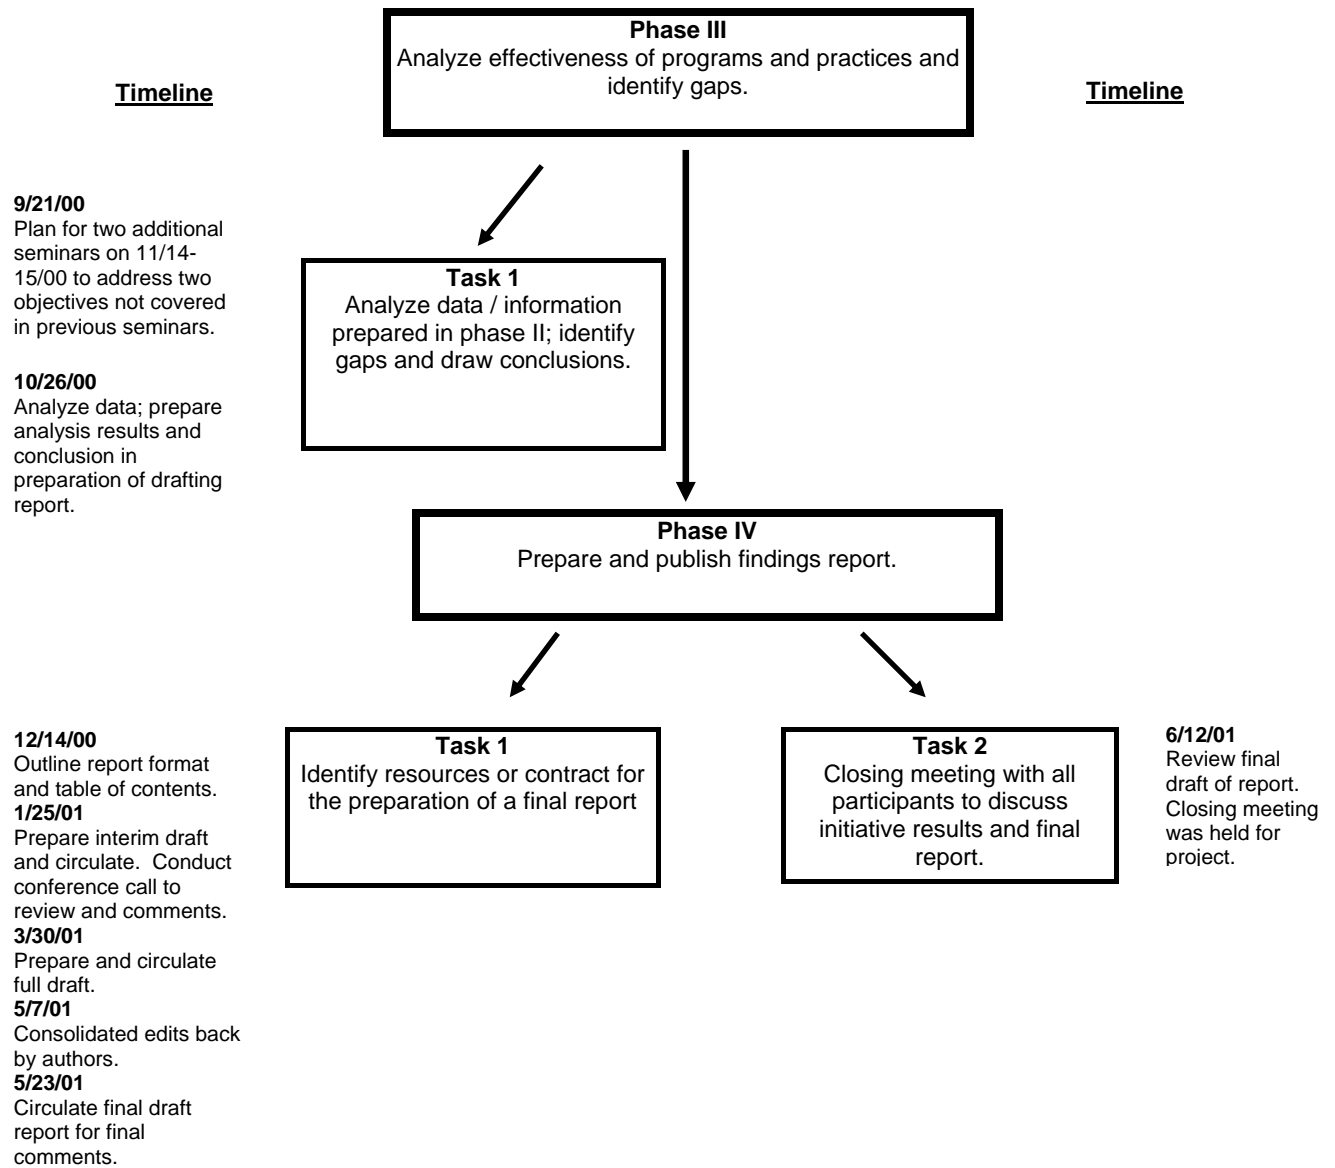 Phase III
Analyze effectiveness of programs and practices and
identify gaps.
Timeline
Timeline
9/21/00
Plan for two additional
seminars on 11/14-
15/00 to address two
objectives not covered
in previous seminars.
10/26/00
Analyze data; prepare
analysis results and
conclusion in
preparation of drafting
report.
Task 1
Analyze data / information
prepared in phase II; identify
gaps and draw conclusions.
Phase IV
Prepare and publish findings report.
12/14/00
Outline report format
and table of contents.
1/25/01
Prepare interim draft
and circulate.  Conduct
conference call to
review and comments.
3/30/01
Prepare and circulate
full draft.
5/7/01
Consolidated edits back
by authors.
5/23/01
Circulate final draft
report for final
comments.
Task 1
Identify resources or contract for
the preparation of a final report
Task 2
Closing meeting with all
participants to discuss
initiative results and final
report.
6/12/01
Review final
draft of report.
Closing meeting
was held for
project.